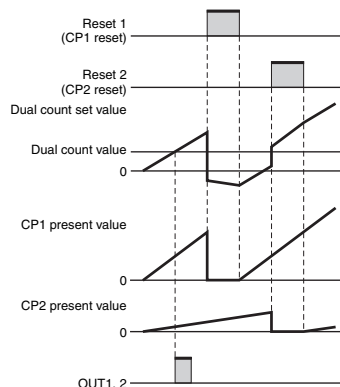 Reset 1
(CP1 reset)
Reset 2
(CP2 reset)
Dual count set value
Dual count value
0
CP1 present value
0
CP2 present value
0
OUT1, 2